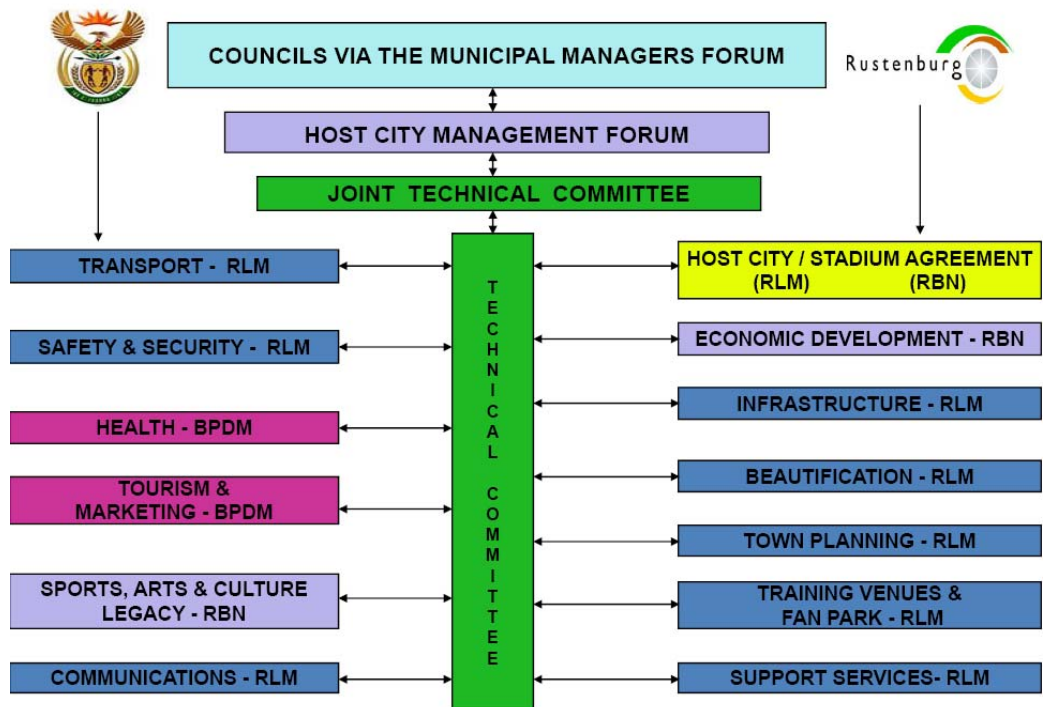 COUNCILS VIA THE MUNICIPAL MANAGERS FORUM
Rustenburg
HOST CITY MANAGEMENT FORUM
JOINT TECHNICAL COMMITTEE
TECHNICAL COMMITTEE
TRANSPORT - RLM
SAFETY & SECURITY - RLM
HEALTH - BPDM
TOURISM &
MARKETING - BPDM
SPORTS, ARTS & CULTURE
LEGACY - RBN
COMMUNICATIONS - RLM
HOST CITY / STADIUM AGREEMENT
(RLM) (RBN)
ECONOMIC DEVELOPMENT - RBN
INFRASTRUCTURE - RLM
BEAUTIFICATION - RLM
TOWN PLANNING - RLM
TRAINING VENUES &
FAN PARK - RLM
SUPPORT SERVICES- RLM